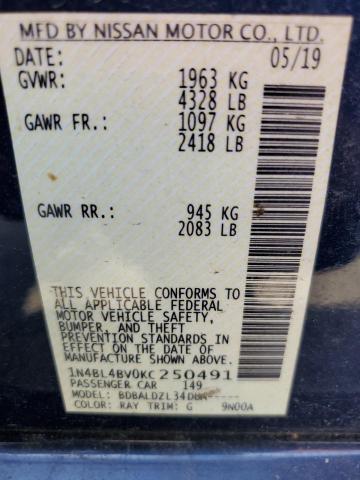 MFD BY NISSAN MOTOR CO., LTD.
DATE: 05/19
GVWR: 1963 KG
4328 LB
GAWR FR.: 1097 KG
2418 LB
GAWR RR.: 945 KG
2083 LB
THIS VEHICLE CONFORMS TO
ALL APPLICABLE FEDERAL
MOTOR VEHICLE SAFETY,
BUMPER, AND THEFT
PREVENTION STANDARDS
IN EFFECT ON THE DATE OF
MANUFACTURE SHOWN ABOVE.
1N4BL4BV0KC250491
PASSENGER CAR 149
MODEL:
COLOR: RAY TRIM: G 9N00A